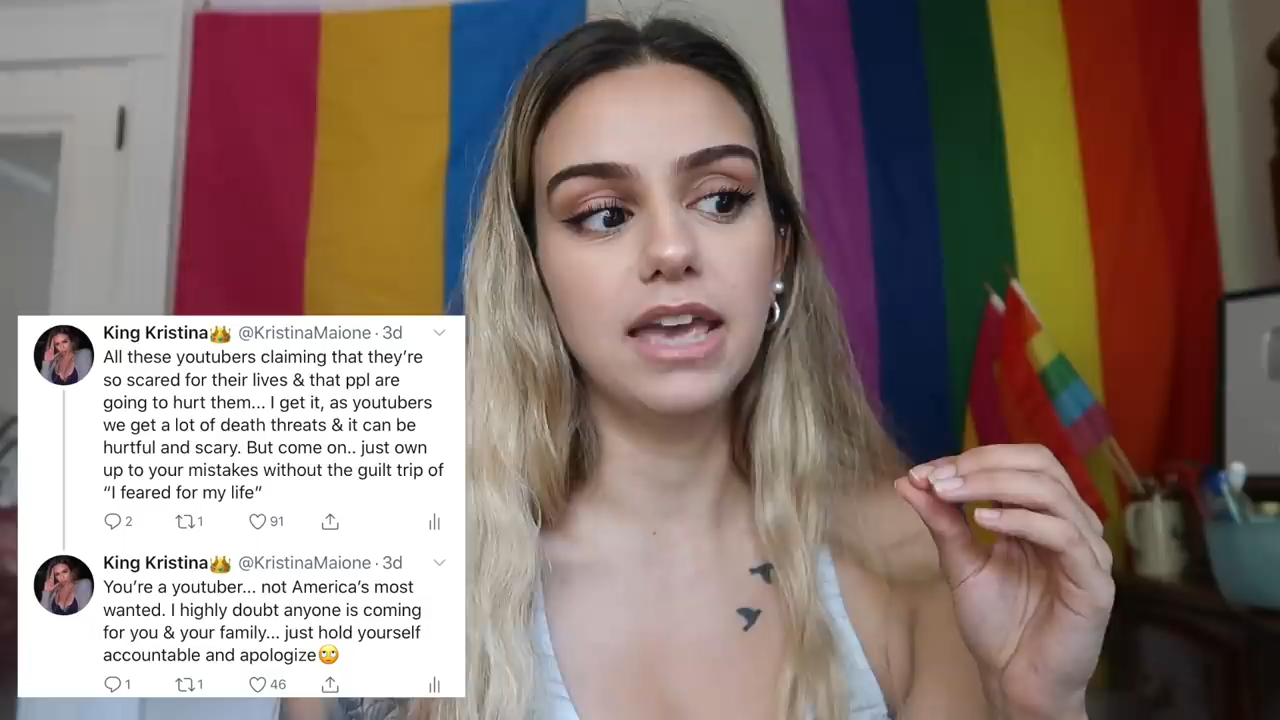 King Kristina👑 @KristinaMaione · 3d
All these youtubers claiming that they're
so scared for their lives & that ppl are
going to hurt them... I get it, as youtubers
we get a lot of death threats & it can be
hurtful and scary. But come on.. just own
up to your mistakes without the guilt trip of
“I feared for my life”
2 1 91
King Kristina👑 @KristinaMaione · 3d
You're a youtuber... not America's most
wanted. I highly doubt anyone is coming
for you & your family... just hold yourself
accountable and apologize🙄
1 1 46